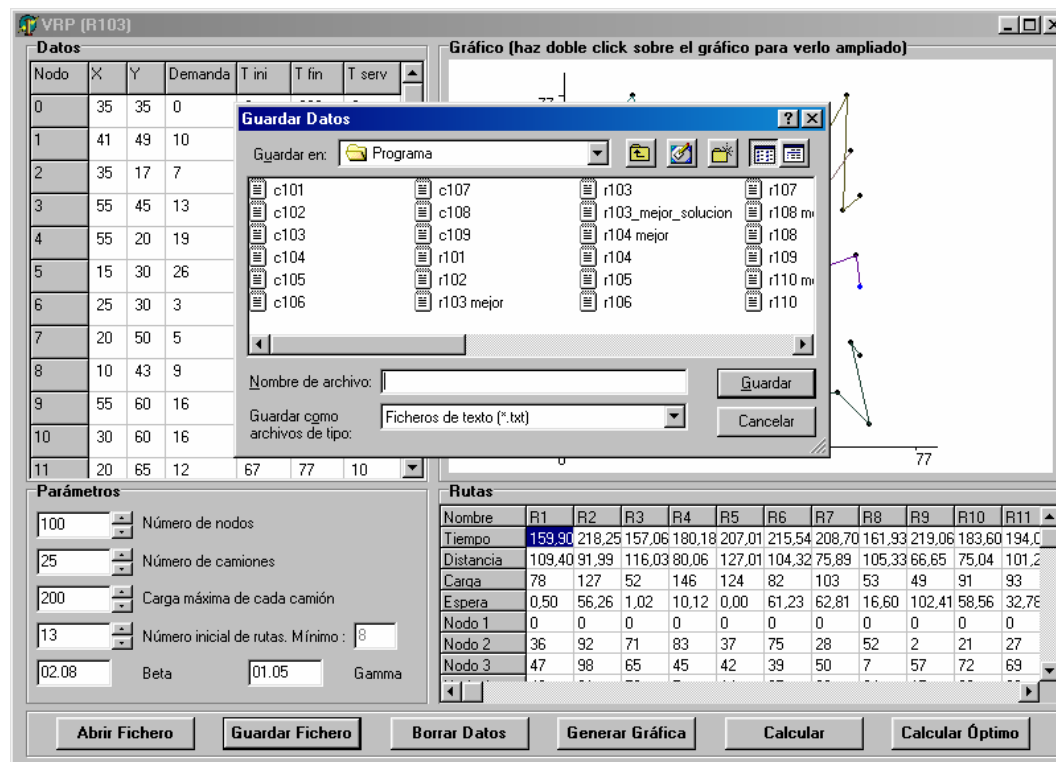 VRP (R103)
Datos
Nodo X Y Demanda T ini T fin T serv
0 35 35 0
1 41 49 10
2 35 17 7
3 55 45 13
4 55 20 19
5 15 30 26
6 25 30 3
7 20 50 5
8 10 43 9
9 55 60 16
10 30 60 16
11 20 65 12 67 77 10
Gráfico (haz doble click sobre el gráfico para verlo ampliado)
77
0 77
Guardar Datos
Guardar en: Programa
c101 c107 r103 r107
c102 c108 r103_mejor_solucion r108 m
c103 c109 r104 mejor r108
c104 r101 r104 r109
c105 r102 r105 r110 m
c106 r103 mejor r106 r110
Nombre de archivo: Guardar
Guardar como
archivos de tipo: Ficheros de texto (*.txt) Cancelar
Parámetros
100 Número de nodos
25 Número de camiones
200 Carga máxima de cada camión
13 Número inicial de rutas. Mínimo : 8
02.08 Beta 01.05 Gamma
Rutas
Nombre R1 R2 R3 R4 R5 R6 R7 R8 R9 R10 R11
Tiempo 159,90 218,25 157,06 180,18 207,01 215,54 208,70 161,93 219,06 183,60 194,0
Distancia 109,40 91,99 116,03 80,06 127,01 104,32 75,89 105,33 66,65 75,04 101,2
Carga 78 127 52 146 124 82 103 53 49 91 93
Espera 0,50 56,26 1,02 10,12 0,00 61,23 62,81 16,60 102,41 58,56 32,78
Nodo 1 0 0 0 0 0 0 0 0 0 0 0
Nodo 2 36 92 71 83 37 75 28 52 2 21 27
Nodo 3 47 98 65 45 42 39 50 7 57 72 69
Abrir Fichero Guardar Fichero Borrar Datos Generar Gráfica Calcular Calcular Óptimo